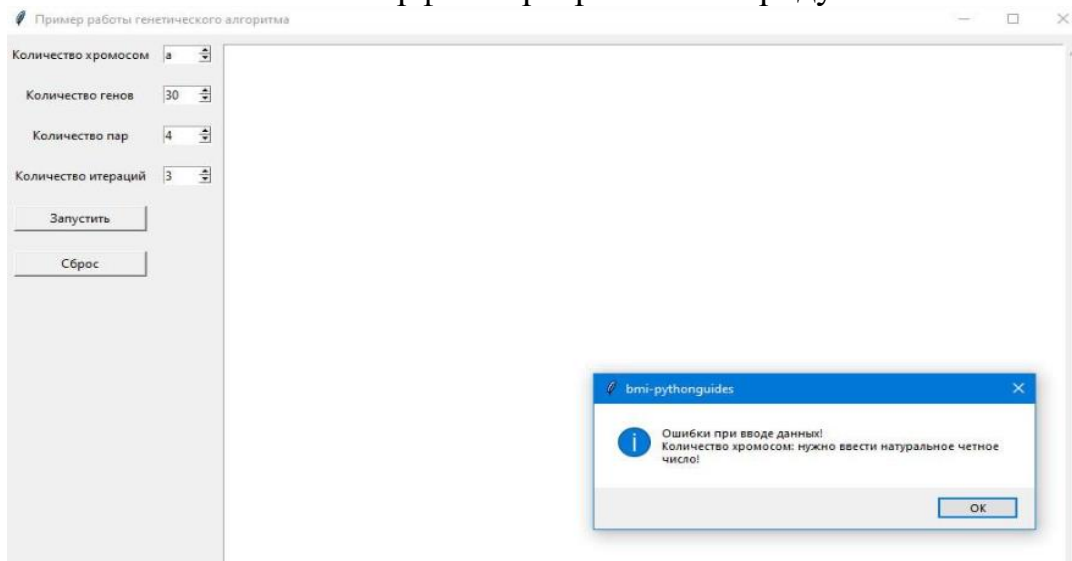 Пример работы генетического алгоритма
Количество хромосом a
Количество генов 30
Количество пар 4
Количество итераций 3
Запустить
Сброс
bmi-pythonguides
Ошибки при вводе данных!
Количество хромосом: нужно ввести натуральное четное
число!
OK